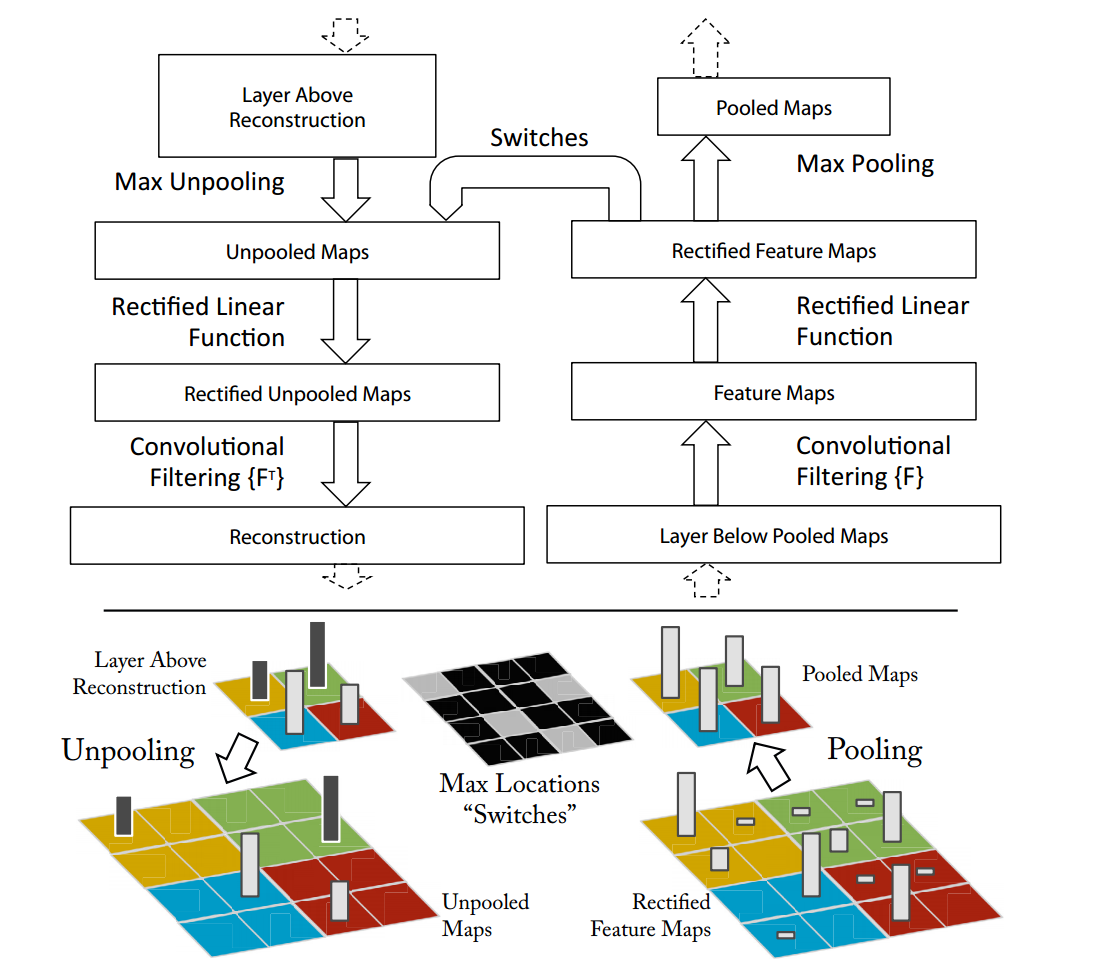 Layer Above
Reconstruction
Pooled Maps
Switches
Max Unpooling
Max Pooling
Unpooled Maps
Rectified Feature Maps
Rectified Linear
Function
Rectified Linear
Function
Rectified Unpooled Maps
Feature Maps
Convolutional
Filtering {Fᵀ}
Convolutional
Filtering {F}
Reconstruction
Layer Below Pooled Maps
Layer Above
Reconstruction
Pooled Maps
Unpooling
Pooling
Max Locations
“Switches”
Unpooled
Maps
Rectified
Feature Maps